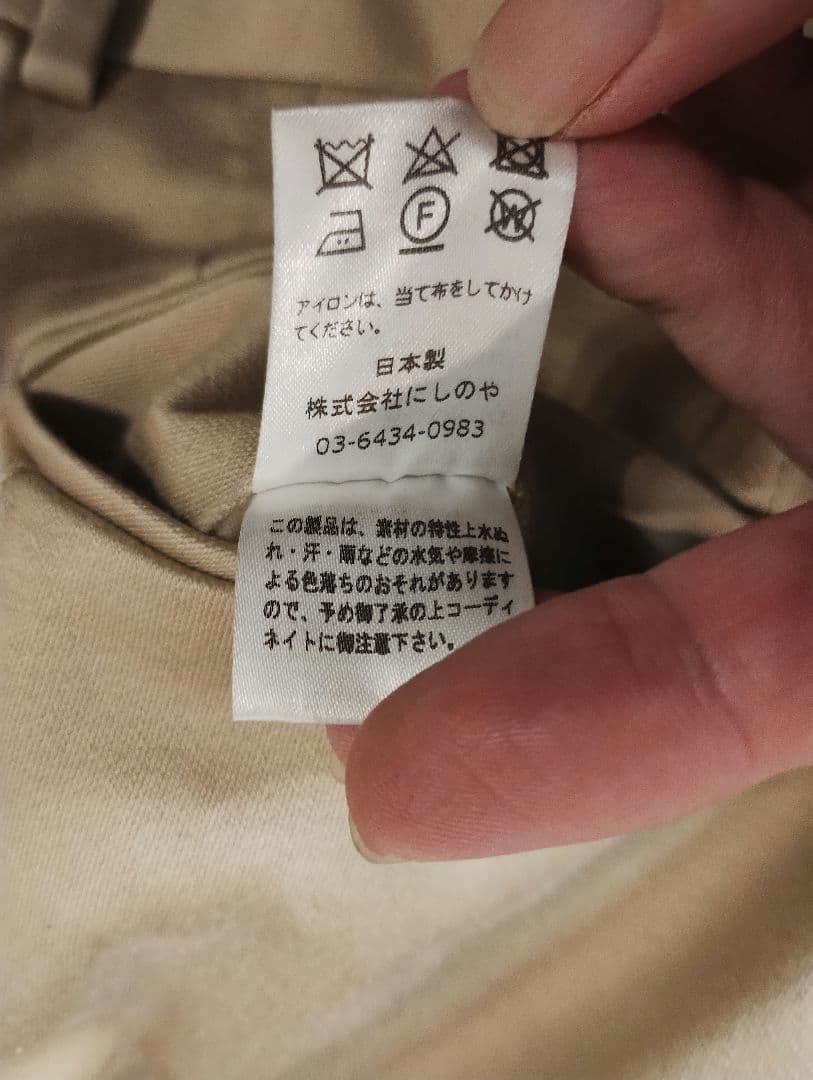 F W
アイロンは、当て布をしてかけ
てください。
日本製
株式会社にしのや
03-6434-0983
この製品は、素材の特性上水ぬ
れ・汗・雨などの水気や摩擦に
よる色落ちのおそれがあります
ので、予め御了承の上コーディ
ネイトに御注意下さい。